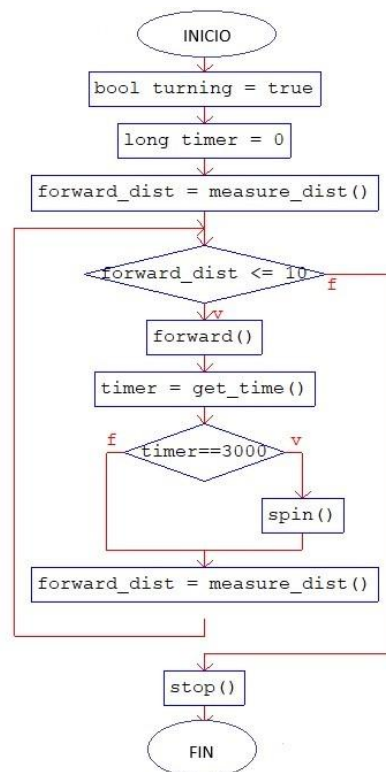 INICIO
bool turning = true
long timer = 0
forward_dist = measure_dist()
forward_dist <= 10
f
v
forward()
timer = get_time()
f
timer==3000
v
spin()
forward_dist = measure_dist()
stop()
FIN